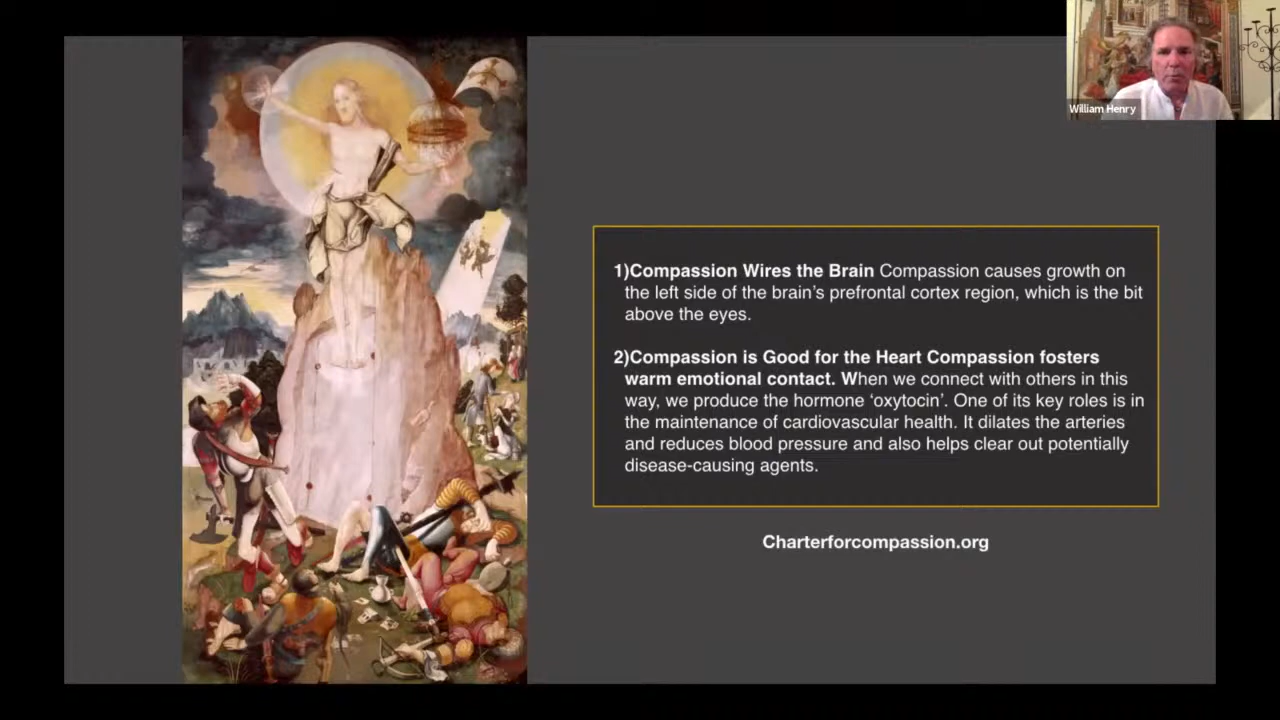 William Henry
1)Compassion Wires the Brain Compassion causes growth on
the left side of the brain’s prefrontal cortex region, which is the bit
above the eyes.
2)Compassion is Good for the Heart Compassion fosters
warm emotional contact. When we connect with others in this
way, we produce the hormone ‘oxytocin’. One of its key roles is in
the maintenance of cardiovascular health. It dilates the arteries
and reduces blood pressure and also helps clear out potentially
disease-causing agents.
Charterforcompassion.org